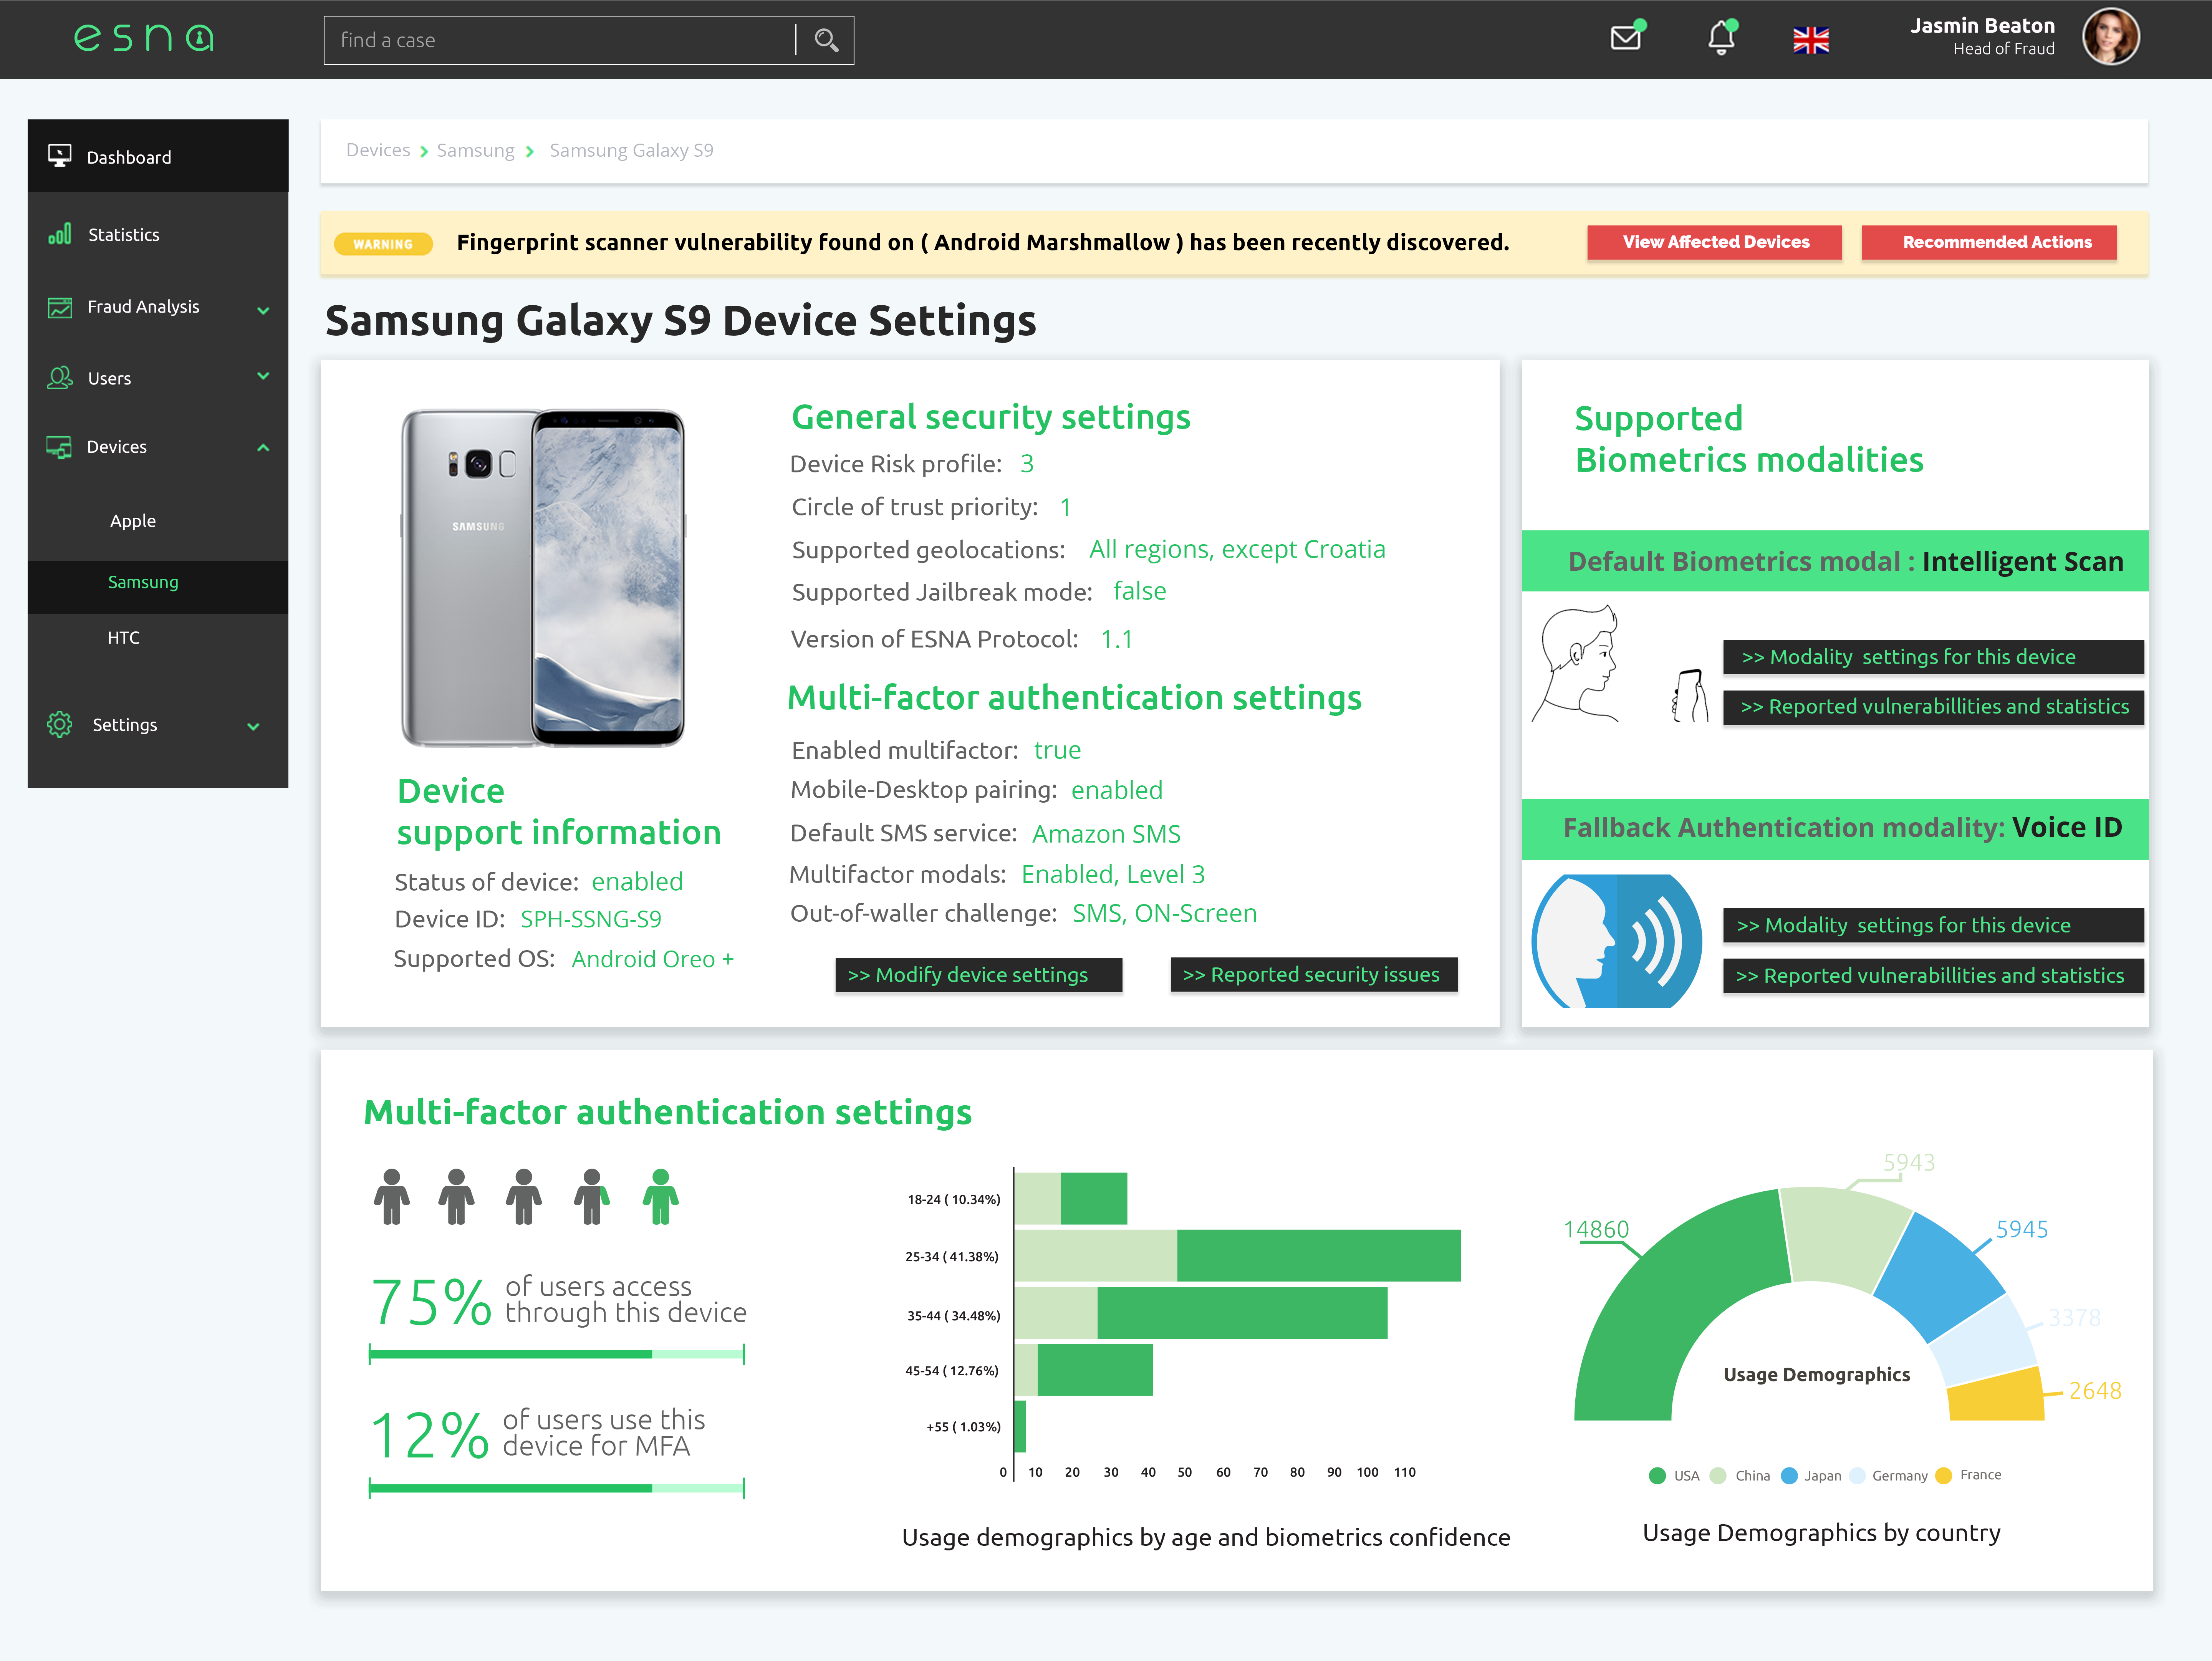 esna
find a case
Jasmin Beaton
Head of Fraud
Dashboard
Statistics
Fraud Analysis
Users
Devices
Apple
Samsung
HTC
Settings
Devices > Samsung > Samsung Galaxy S9
WARNING
Fingerprint scanner vulnerability found on ( Android Marshmallow ) has been recently discovered.
View Affected Devices
Recommended Actions
Samsung Galaxy S9 Device Settings
SAMSUNG
Device
support information
Status of device: enabled
Device ID: SPH-SSNG-S9
Supported OS: Android Oreo +
General security settings
Device Risk profile: 3
Circle of trust priority: 1
Supported geolocations: All regions, except Croatia
Supported Jailbreak mode: false
Version of ESNA Protocol: 1.1
Multi-factor authentication settings
Enabled multifactor: true
Mobile-Desktop pairing: enabled
Default SMS service: Amazon SMS
Multifactor modals: Enabled, Level 3
Out-of-waller challenge: SMS, ON-Screen
>> Modify device settings
>> Reported security issues
Supported
Biometrics modalities
Default Biometrics modal : Intelligent Scan
>> Modality settings for this device
>> Reported vulnerabillities and statistics
Fallback Authentication modality: Voice ID
>> Modality settings for this device
>> Reported vulnerabillities and statistics
Multi-factor authentication settings
75%
of users access
through this device
12%
of users use this
device for MFA
18-24 ( 10.34%)
25-34 ( 41.38%)
35-44 ( 34.48%)
45-54 ( 12.76%)
+55 ( 1.03%)
0 10 20 30 40 50 60 70 80 90 100 110
Usage demographics by age and biometrics confidence
14860
5943
5945
3378
2648
Usage Demographics
USA China Japan Germany France
Usage Demographics by country